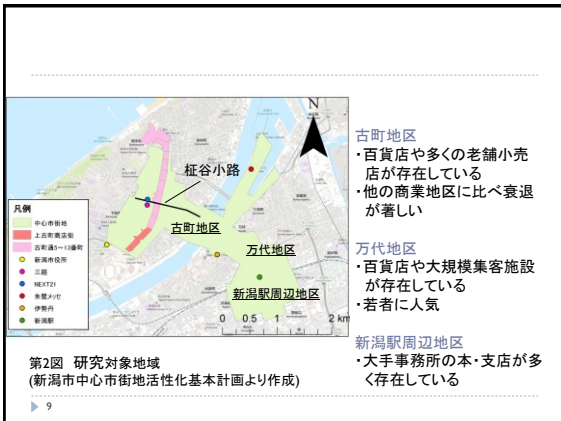 N
柾谷小路
古町地区
万代地区
新潟駅周辺地区
0 0.5 1 2 km
凡例
中心市街地
上古町商店街
古町通5～13番町
新潟市役所
三越
NEXT21
朱鷺メッセ
伊勢丹
新潟駅
第2図 研究対象地域
(新潟市中心市街地活性化基本計画より作成)
古町地区
・百貨店や多くの老舗小売
店が存在している
・他の商業地区に比べ衰退
が著しい
万代地区
・百貨店や大規模集客施設
が存在している
・若者に人気
新潟駅周辺地区
・大手事務所の本・支店が多
く存在している
9